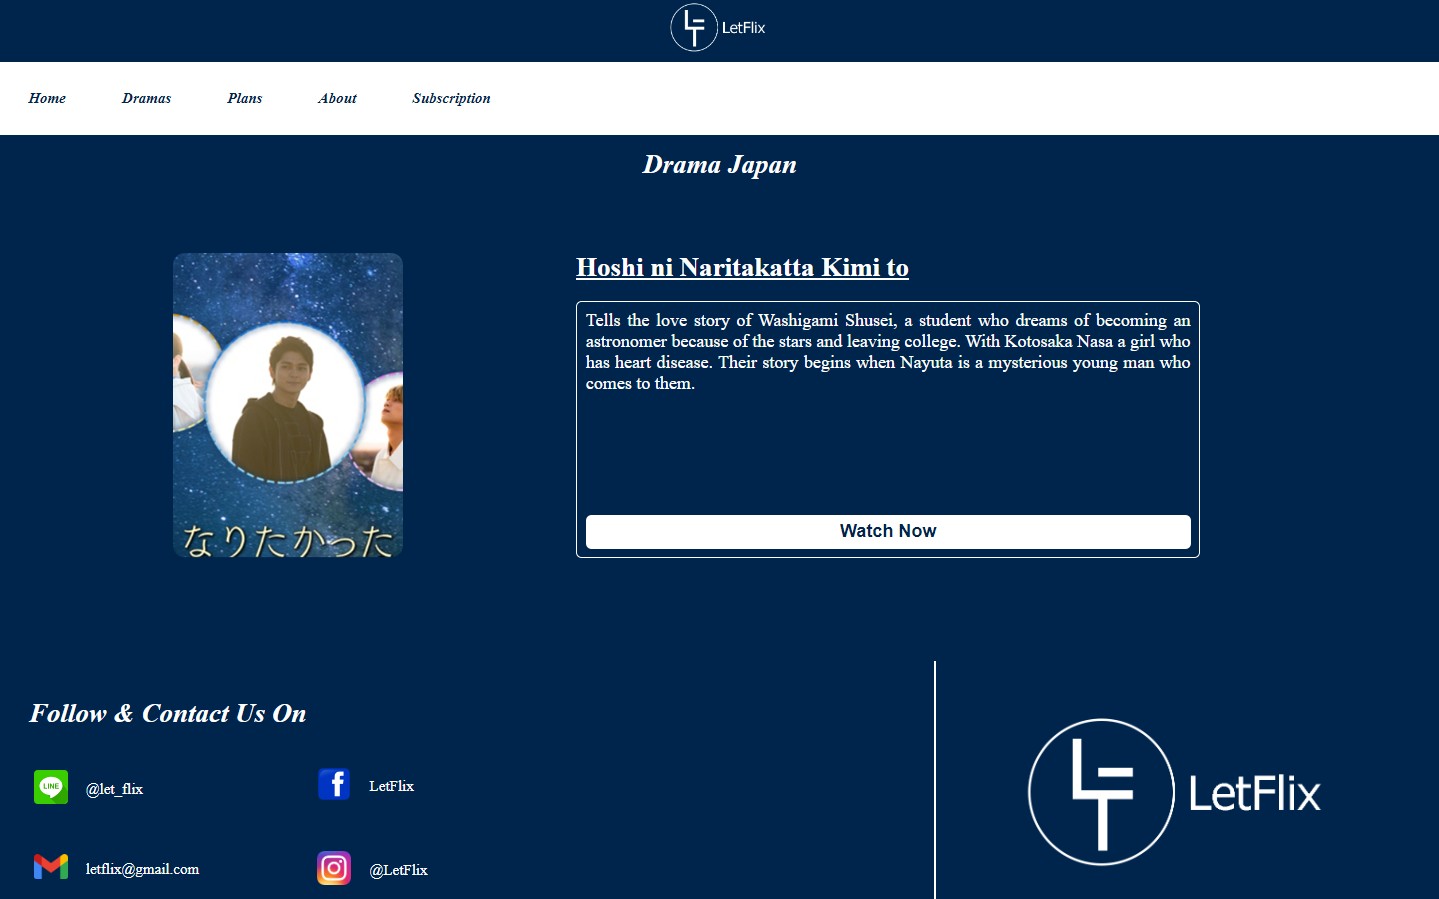 LetFlix
Home Dramas Plans About Subscription
Drama Japan
なりたかった
Hoshi ni Naritakatta Kimi to
Tells the love story of Washigami Shusei, a student who dreams of becoming an
astronomer because of the stars and leaving college. With Kotosaka Nasa a girl who
has heart disease. Their story begins when Nayuta is a mysterious young man who
comes to them.
Watch Now
Follow & Contact Us On
LINE @let_flix
LetFlix
letflix@gmail.com
@LetFlix
LetFlix